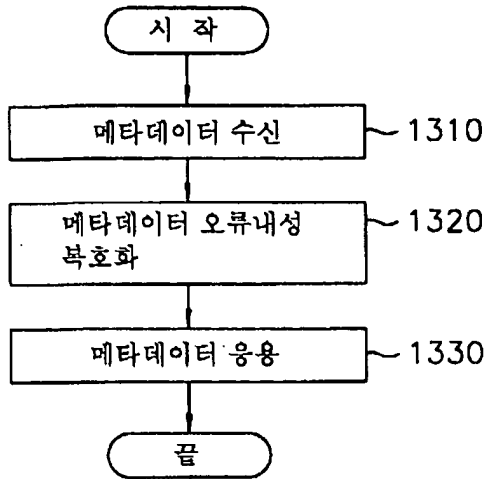 시 작
메타데이터 수신
1310
메타데이터 오류내성
복호화
1320
메타데이터 응용
1330
끝